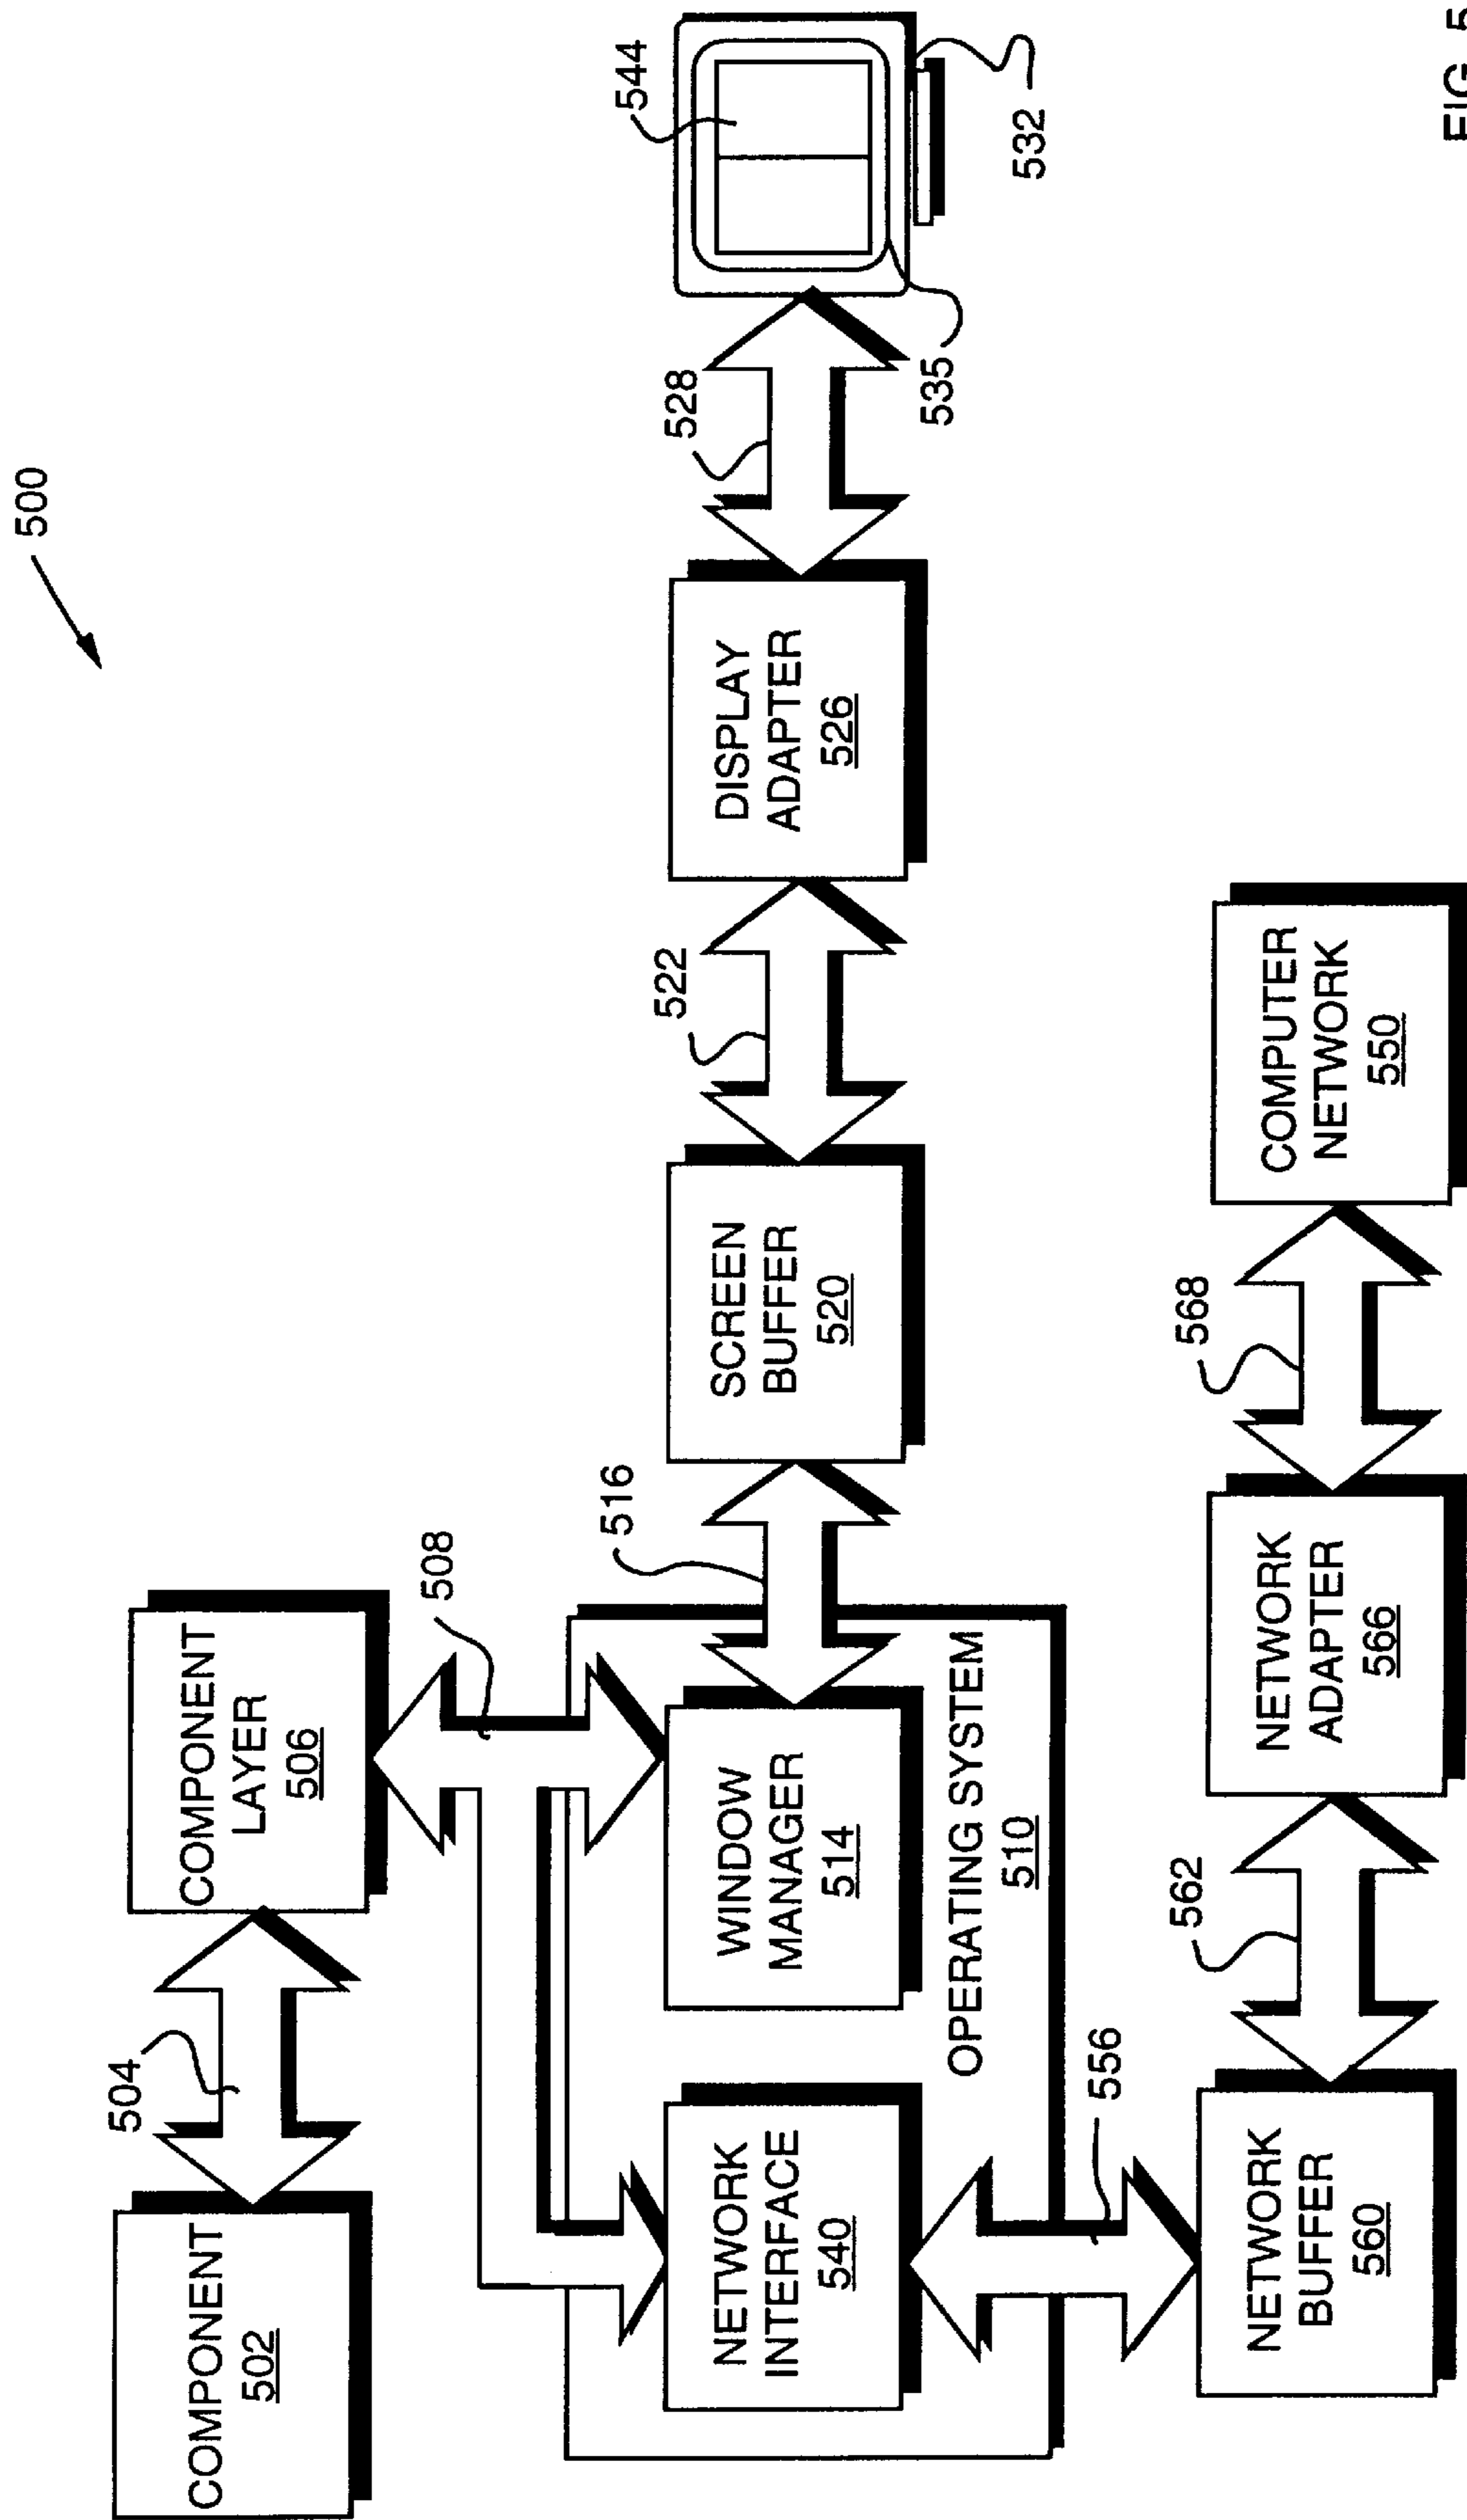 500
COMPONENT
502
504
COMPONENT
LAYER
506
508
NETWORK
INTERFACE
540
WINDOW
MANAGER
514
OPERATING SYSTEM
510
516
SCREEN
BUFFER
520
522
DISPLAY
ADAPTER
526
528
535
544
532
556
NETWORK
BUFFER
560
562
NETWORK
ADAPTER
566
568
COMPUTER
NETWORK
550
FIG. 5